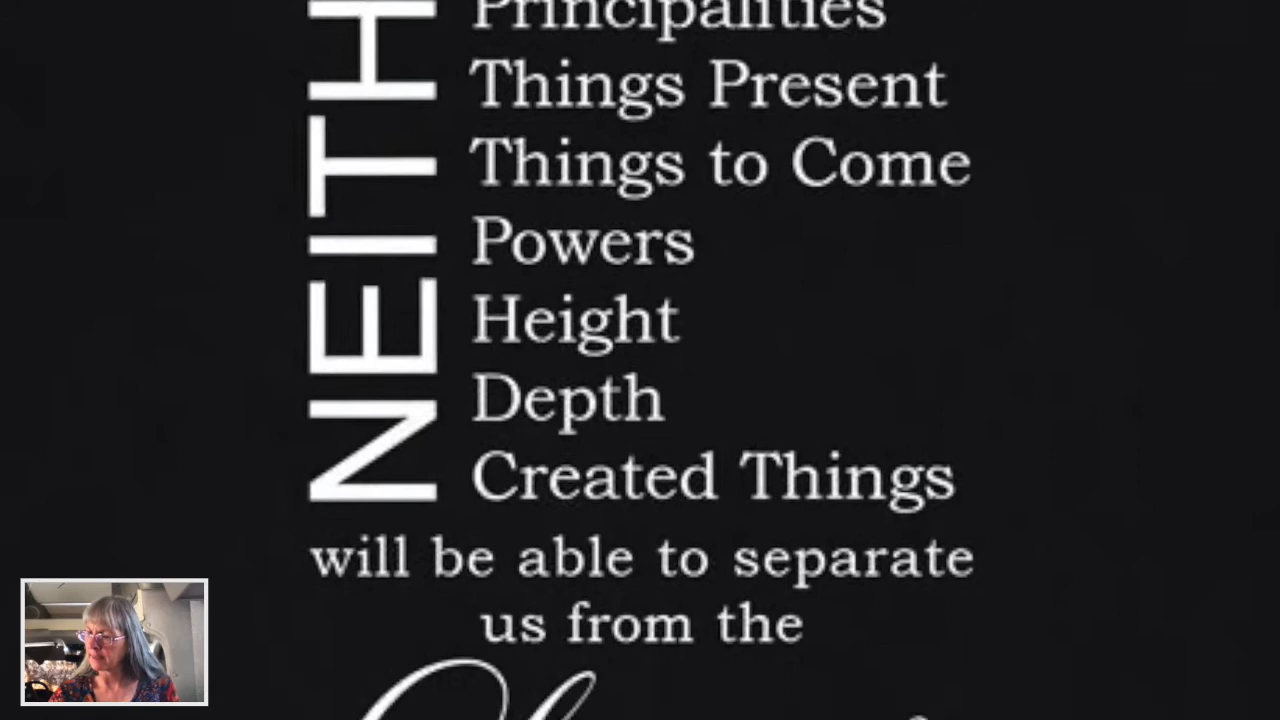 NEITH
Principalities
Things Present
Things to Come
Powers
Height
Depth
Created Things
will be able to separate
us from the